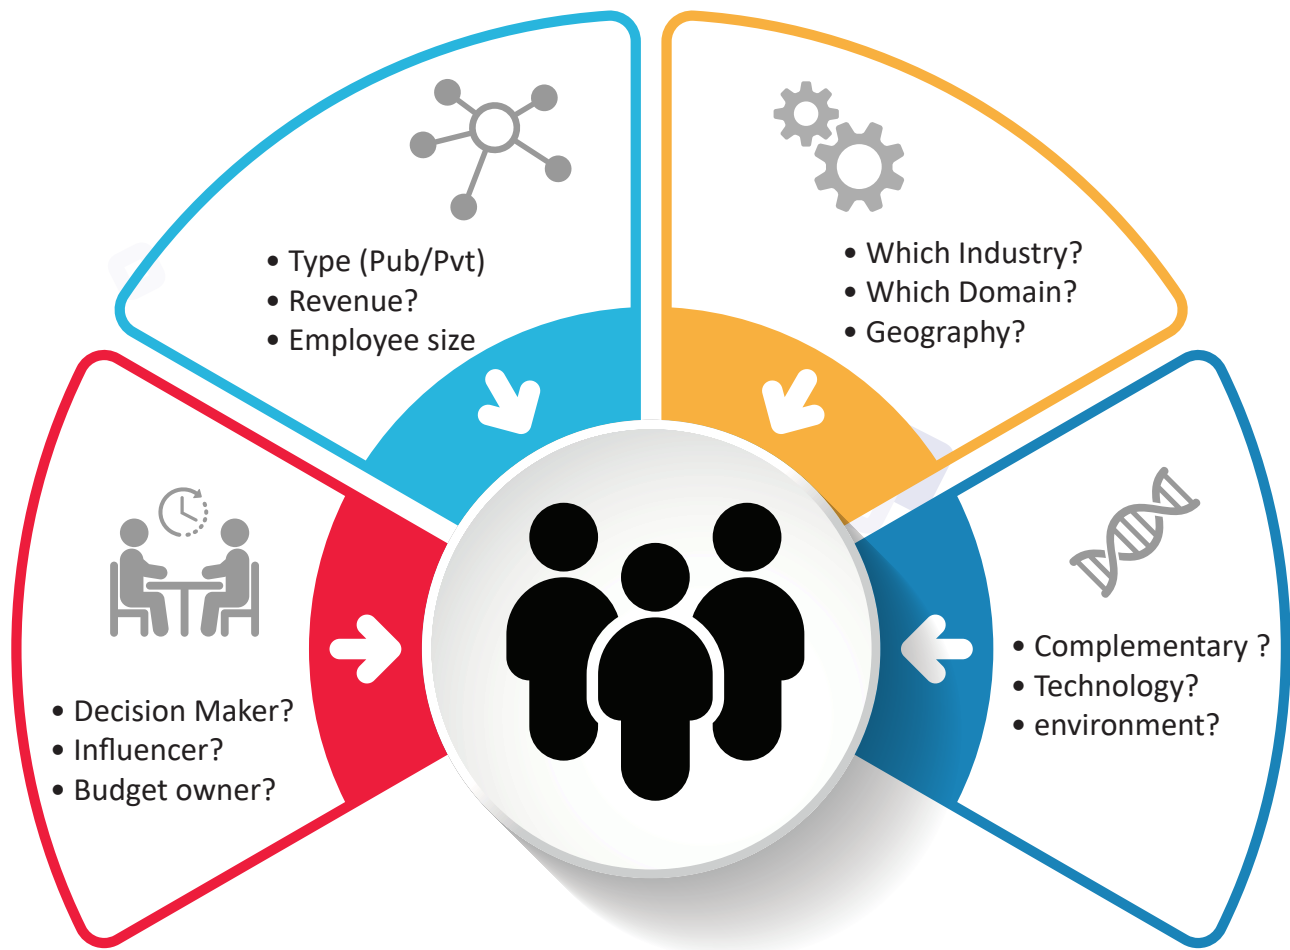 • Type (Pub/Pvt)
• Revenue?
• Employee size
• Which Industry?
• Which Domain?
• Geography?
• Decision Maker?
• Influencer?
• Budget owner?
• Complementary ?
• Technology?
• environment?